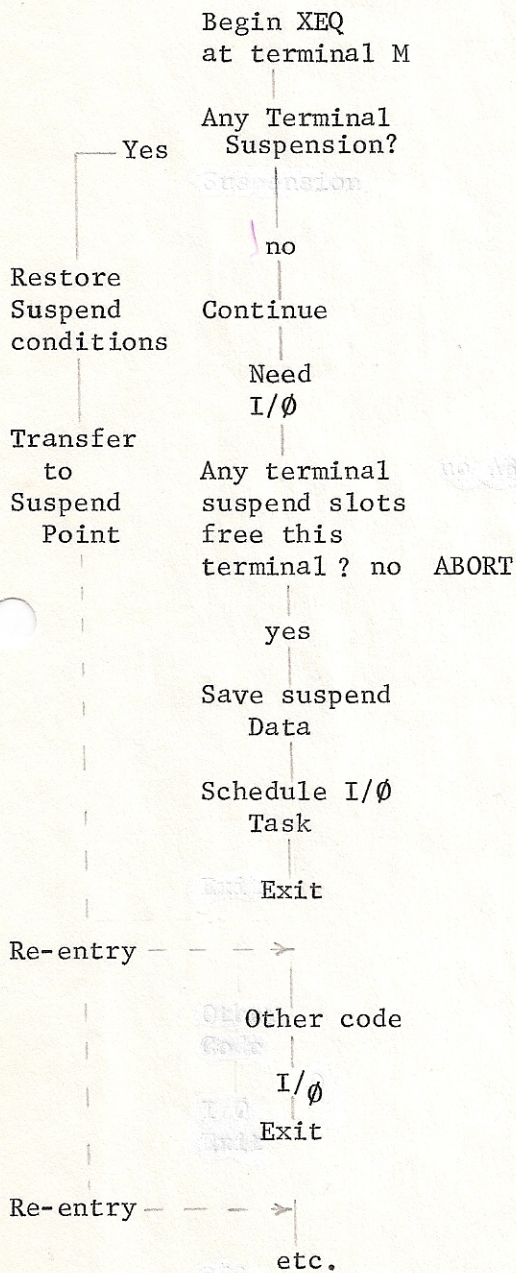 Begin XEQ
at terminal M
Any Terminal
Suspension?
Yes
no
Restore
Suspend
conditions
Continue
Need
I/Ø
Transfer
to
Suspend
Point
Any terminal
suspend slots
free this
terminal ? no ABORT
yes
Save suspend
Data
Schedule I/Ø
Task
Exit
Re-entry
Other code
I/Ø
Exit
Re-entry
etc.